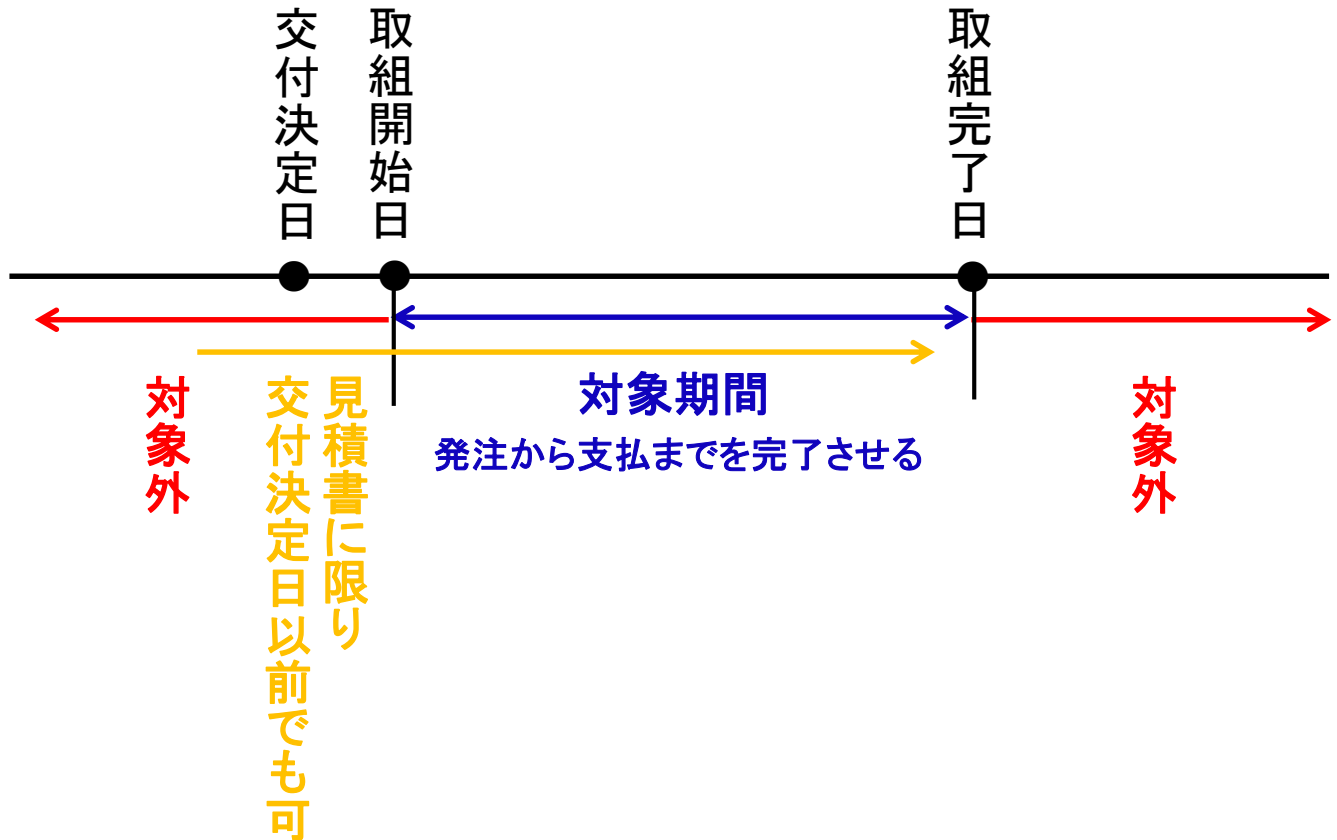 交付決定日
取組開始日
取組完了日
対象外
見積書に限り
交付決定日以前でも可
対象期間
発注から支払までを完了させる
対象外